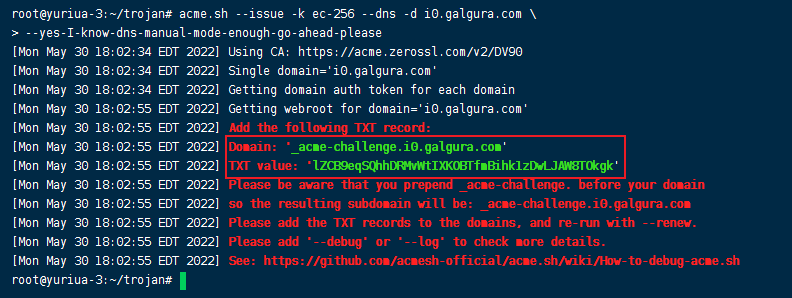 root@yuriua-3:~/trojan# acme.sh --issue -k ec-256 --dns -d i0.galgura.com \
> --yes-I-know-dns-manual-mode-enough-go-ahead-please
[Mon May 30 18:02:34 EDT 2022] Using CA: https://acme.zerossl.com/v2/DV90
[Mon May 30 18:02:34 EDT 2022] Single domain='i0.galgura.com'
[Mon May 30 18:02:34 EDT 2022] Getting domain auth token for each domain
[Mon May 30 18:02:55 EDT 2022] Getting webroot for domain='i0.galgura.com'
[Mon May 30 18:02:55 EDT 2022] Add the following TXT record:
[Mon May 30 18:02:55 EDT 2022] Domain: '_acme-challenge.i0.galgura.com'
[Mon May 30 18:02:55 EDT 2022] TXT value: 'lZCB9eqSQhhDRMvWtIXKOBTfmBihk1zDwLJAW8TOkgk'
[Mon May 30 18:02:55 EDT 2022] Please be aware that you prepend _acme-challenge. before your domain
[Mon May 30 18:02:55 EDT 2022] so the resulting subdomain will be: _acme-challenge.i0.galgura.com
[Mon May 30 18:02:55 EDT 2022] Please add the TXT records to the domains, and re-run with --renew.
[Mon May 30 18:02:55 EDT 2022] Please add '--debug' or '--log' to check more details.
[Mon May 30 18:02:55 EDT 2022] See: https://github.com/acmesh-official/acme.sh/wiki/How-to-debug-acme.sh
root@yuriua-3:~/trojan#